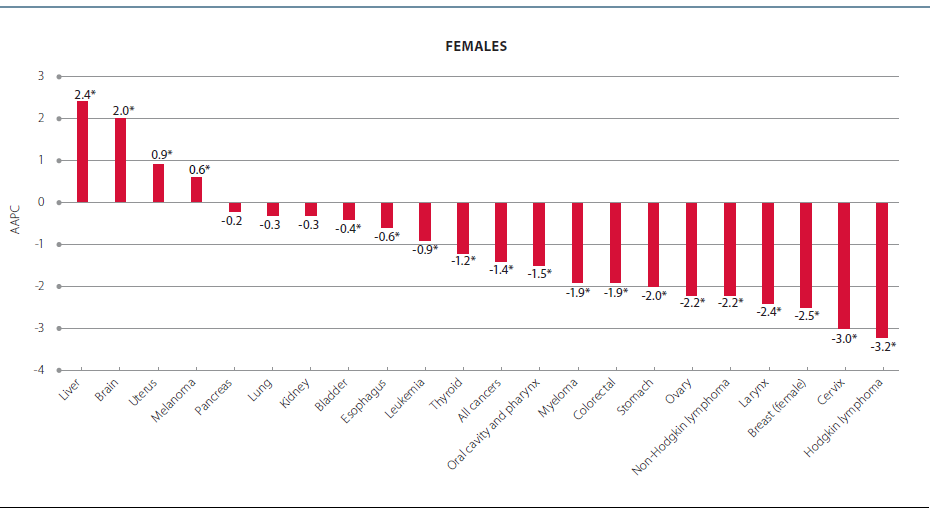 FEMALES
3
2
1
0
-1
-2
-3
-4
AAPC
2.4*
2.0*
0.9*
0.6*
-0.2
-0.3
-0.3
-0.4*
-0.6*
-0.9*
-1.2*
-1.4*
-1.5*
-1.9*
-1.9*
-2.0*
-2.2*
-2.2*
-2.4*
-2.5*
-3.0*
-3.2*
Liver
Brain
Uterus
Melanoma
Pancreas
Lung
Kidney
Bladder
Esophagus
Leukemia
Thyroid
All cancers
Oral cavity and pharynx
Myeloma
Colorectal
Stomach
Ovary
Non-Hodgkin lymphoma
Larynx
Breast (female)
Cervix
Hodgkin lymphoma